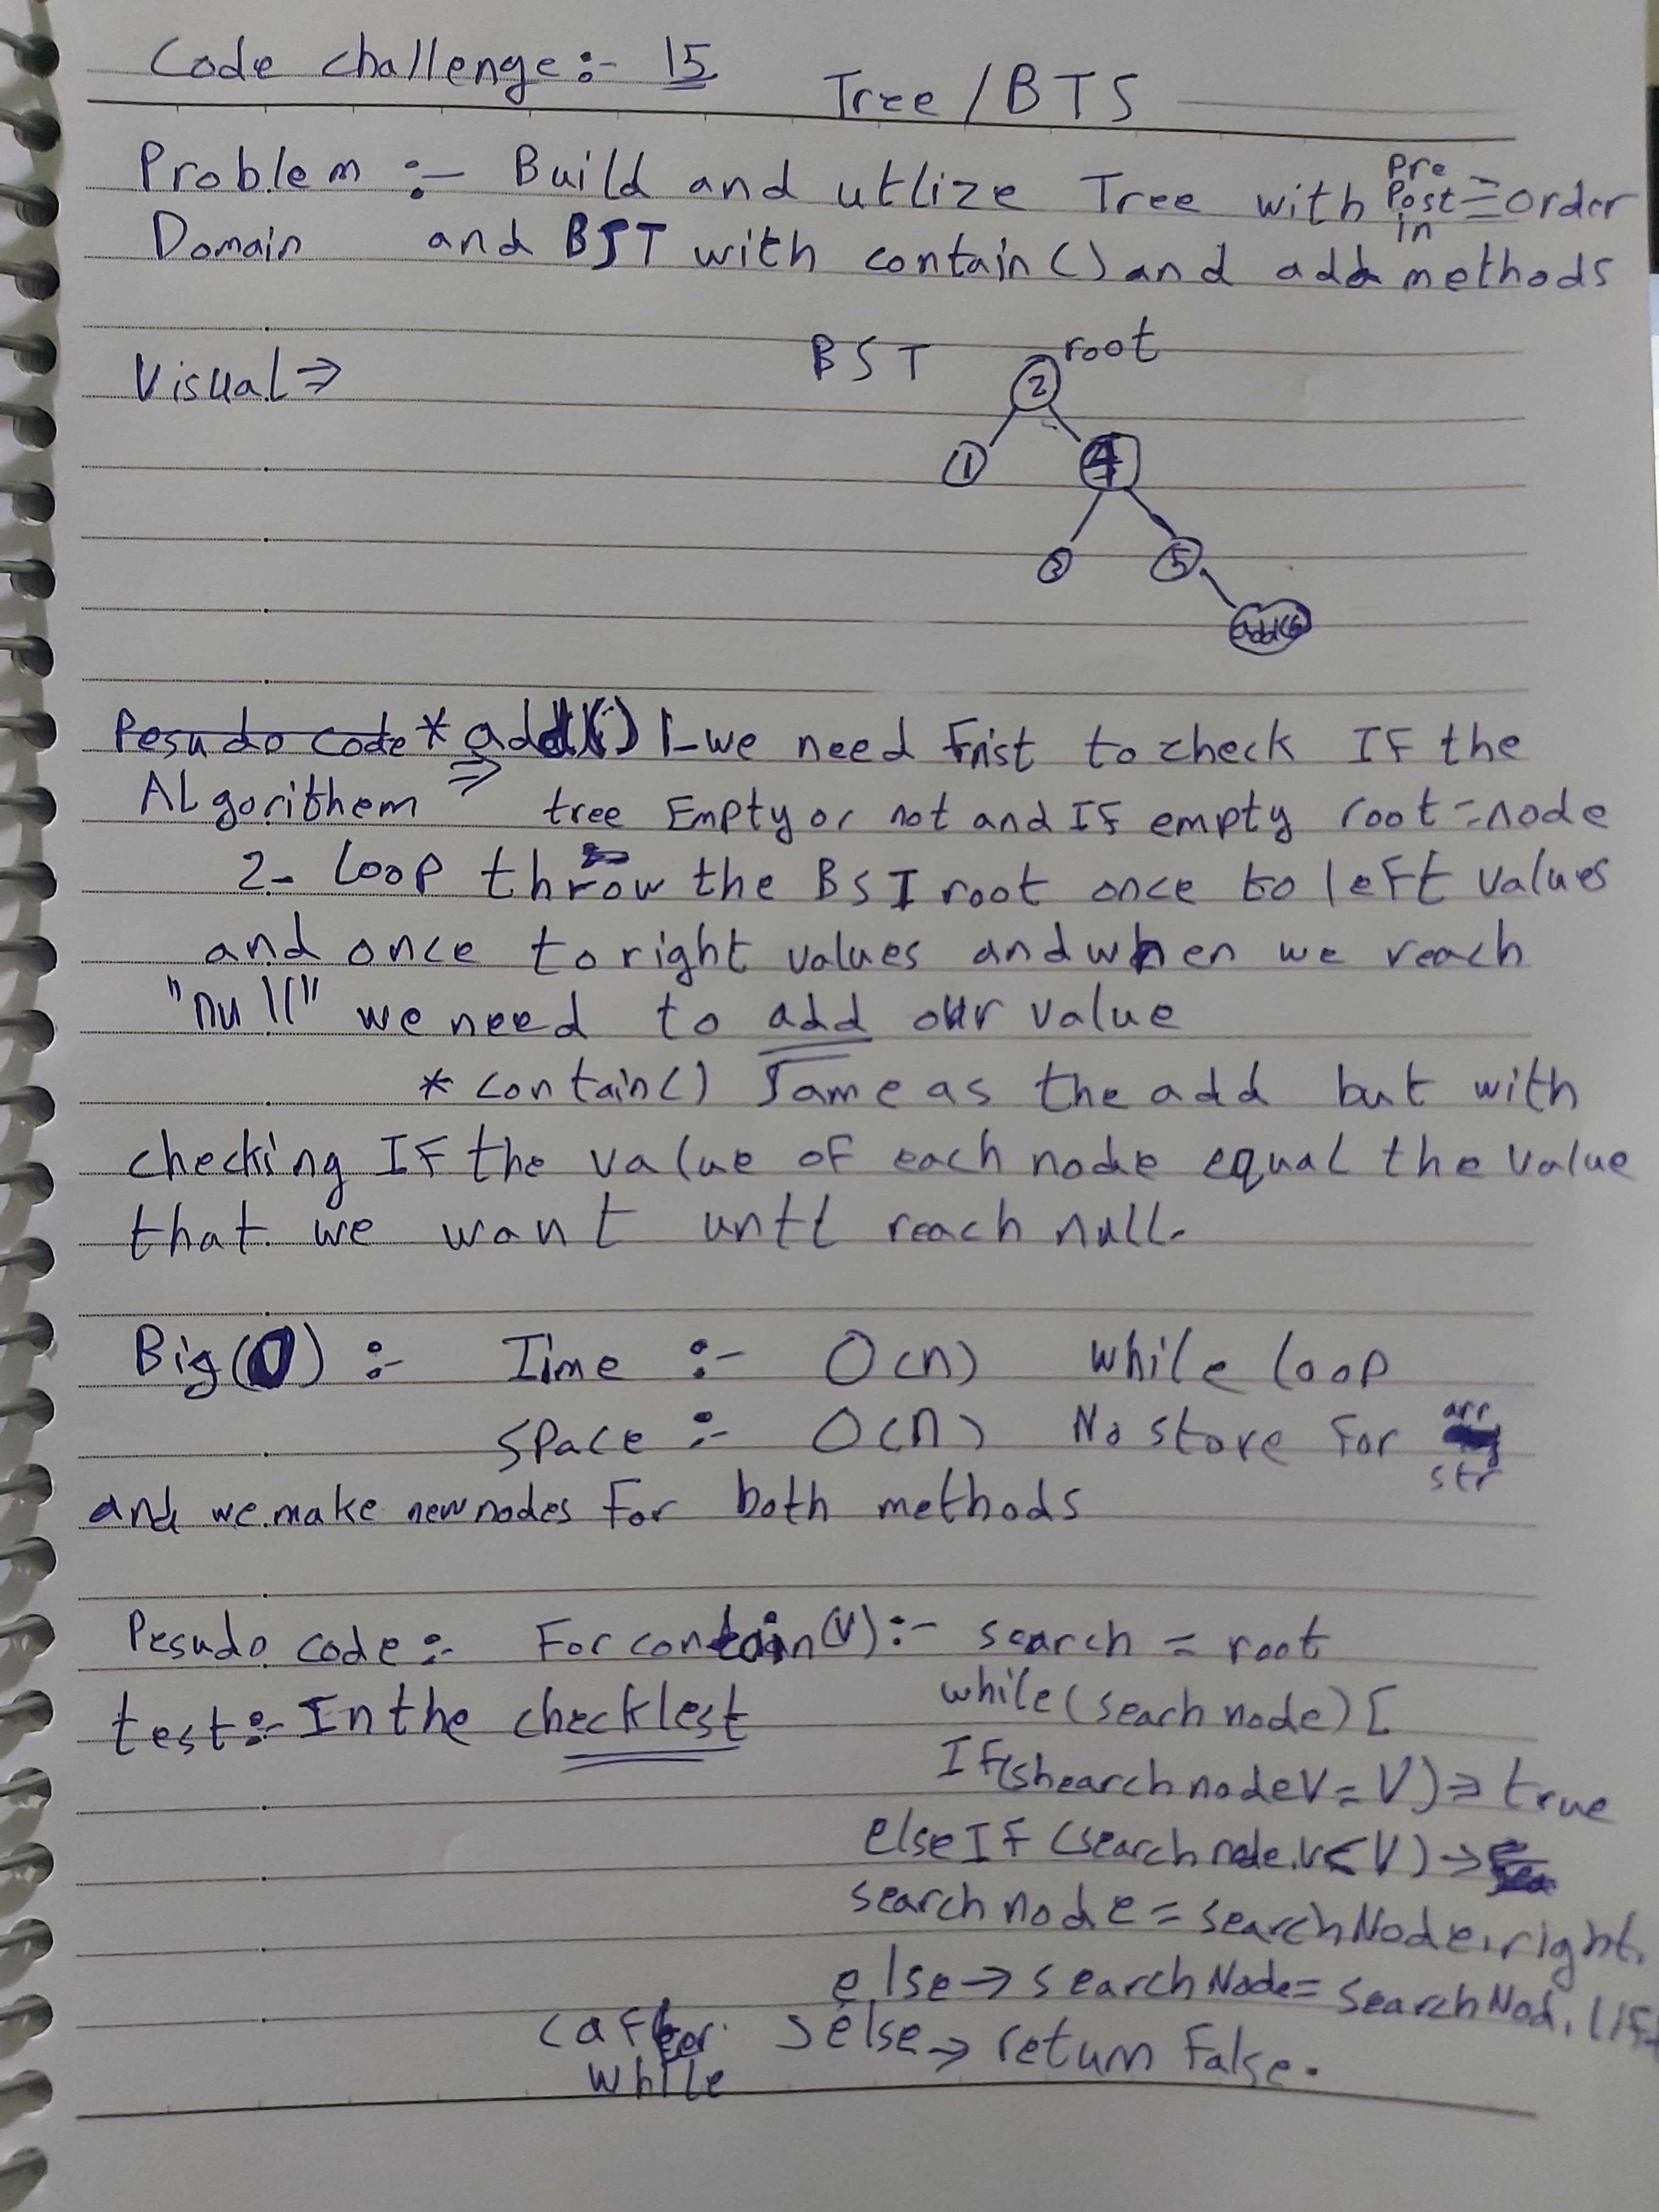 Code challenge:- 15
Tree / BTS
Problem :- Build and utlize Tree with Pre Post in = order
Domain and BST with contain() and add methods
Visual ⇒ BST root
2
1 4
3 5
add(6)
Pesudo code * add() 1-we need Frist to check IF the
ALgorithem ⇒ tree Empty or not and IF empty root = node
2- Loop throw the BST root once to left values
and once to right values and when we reach
"null" we need to add our value
* contain() Same as the add but with
checking IF the value of each node equal the value
that we want untl reach null.
Big(O) :- Time :- O(n) while loop
space :- O(n) No store for arr str
and we make new nodes For both methods
Pesudo code :- For contain(V) :- search = root
test:- In the checklest while (seach node) [
IF(shearch nodeV = V) ⇒ true
else IF (search node.V < V) →
search node = searchNode.right.
else → searchNode = SearchNod.lif
(after while } else → return False.